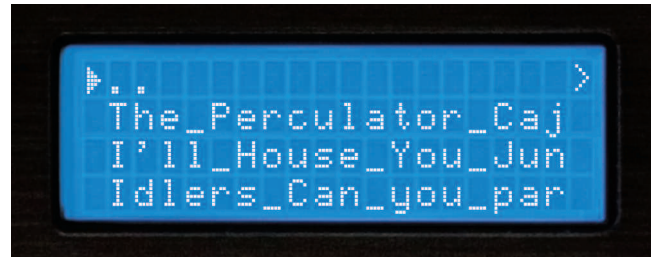 ▶.. >
The_Perculator_Caj
I'll_House_You_Jun
Idlers_Can_you_par